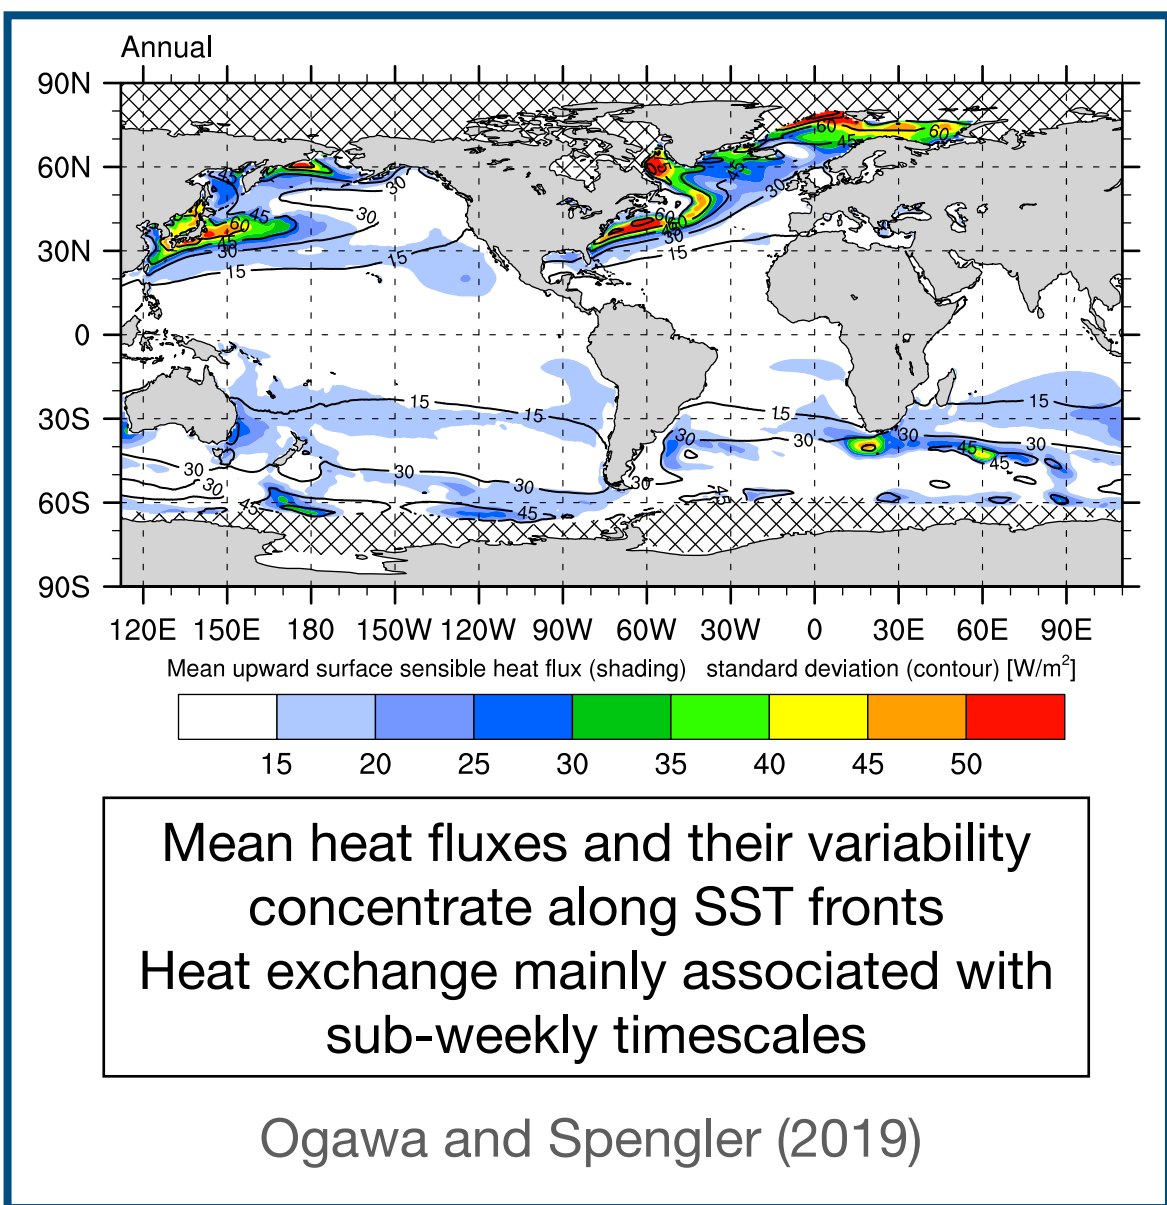 Annual
90N
60N
30N
0
30S
60S
90S
120E 150E 180 150W 120W 90W 60W 30W 0 30E 60E 90E
Mean upward surface sensible heat flux (shading) standard deviation (contour) [W/m²]
15 20 25 30 35 40 45 50
Mean heat fluxes and their variability
concentrate along SST fronts
Heat exchange mainly associated with
sub-weekly timescales
Ogawa and Spengler (2019)